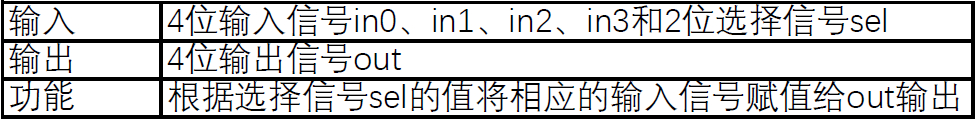 输入 4位输入信号in0、in1、in2、in3和2位选择信号sel
输出 4位输出信号out
功能 根据选择信号sel的值将相应的输入信号赋值给out输出